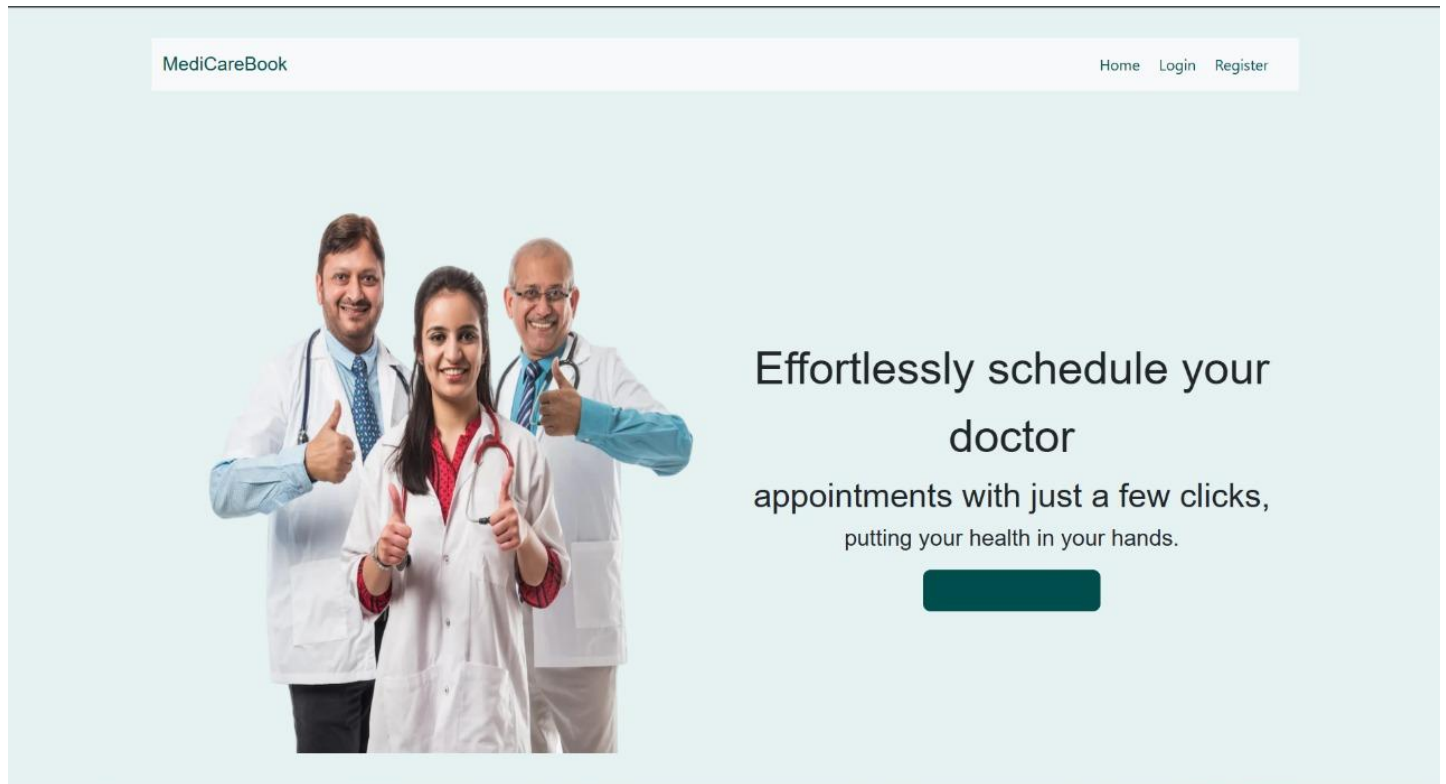 MediCareBook
Home Login Register
Effortlessly schedule your
doctor
appointments with just a few clicks,
putting your health in your hands.